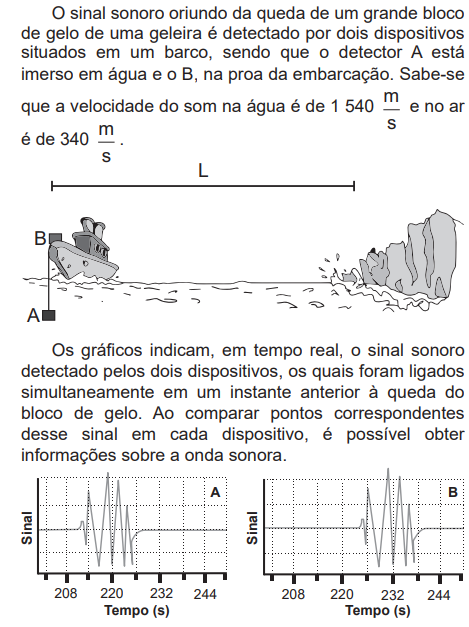 O sinal sonoro oriundo da queda de um grande bloco
de gelo de uma geleira é detectado por dois dispositivos
situados em um barco, sendo que o detector A está
imerso em água e o B, na proa da embarcação. Sabe-se
que a velocidade do som na água é de 1 540 m/s e no ar
é de 340 m/s .
L
B
A
Os gráficos indicam, em tempo real, o sinal sonoro
detectado pelos dois dispositivos, os quais foram ligados
simultaneamente em um instante anterior à queda do
bloco de gelo. Ao comparar pontos correspondentes
desse sinal em cada dispositivo, é possível obter
informações sobre a onda sonora.
A
Sinal
208 220 232 244
Tempo (s)
B
Sinal
208 220 232 244
Tempo (s)